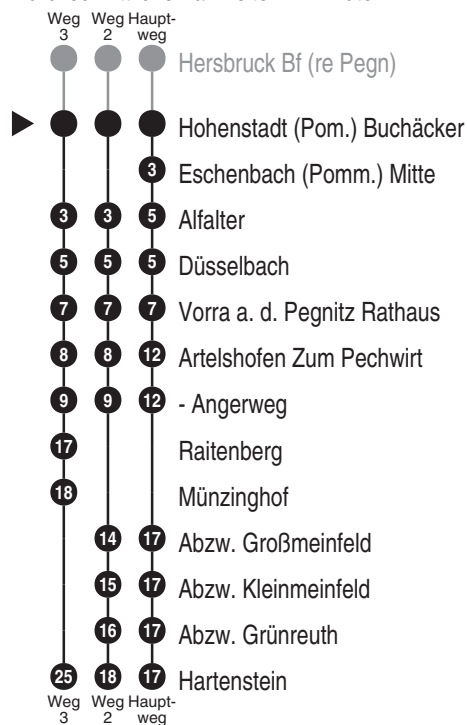 Weg Weg Haupt-
3 2 weg
Hersbruck Bf (re Pegn)
Hohenstadt (Pom.) Buchäcker
3 Eschenbach (Pomm.) Mitte
3 3 5 Alfalter
5 5 5 Düsselbach
7 7 7 Vorra a. d. Pegnitz Rathaus
8 8 12 Artelshofen Zum Pechwirt
9 9 12 - Angerweg
17 Raitenberg
18 Münzinghof
14 17 Abzw. Großmeinfeld
15 17 Abzw. Kleinmeinfeld
16 17 Abzw. Grünreuth
25 18 17 Hartenstein
Weg Weg Haupt-
3 2 weg